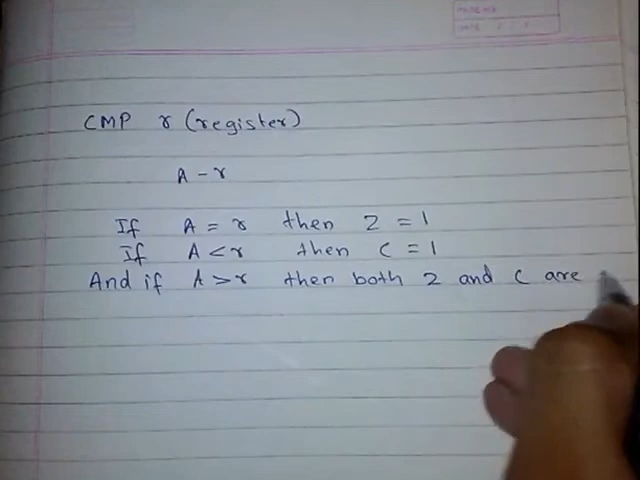 CMP r (register)
A - r
If A = r then Z = 1
If A < r then C = 1
And if A > r then both Z and C are